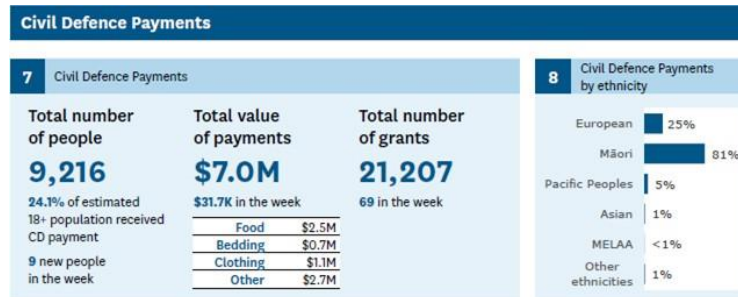 Civil Defence Payments
7 Civil Defence Payments
Total number
of people
9,216
24.1% of estimated
18+ population received
CD payment
9 new people
in the week
Total value
of payments
$7.0M
$31.7K in the week
Food $2.5M
Bedding $0.7M
Clothing $1.1M
Other $2.7M
Total number
of grants
21,207
69 in the week
8 Civil Defence Payments
by ethnicity
European 25%
Māori 81%
Pacific Peoples 5%
Asian 1%
MELAA <1%
Other
ethnicities 1%